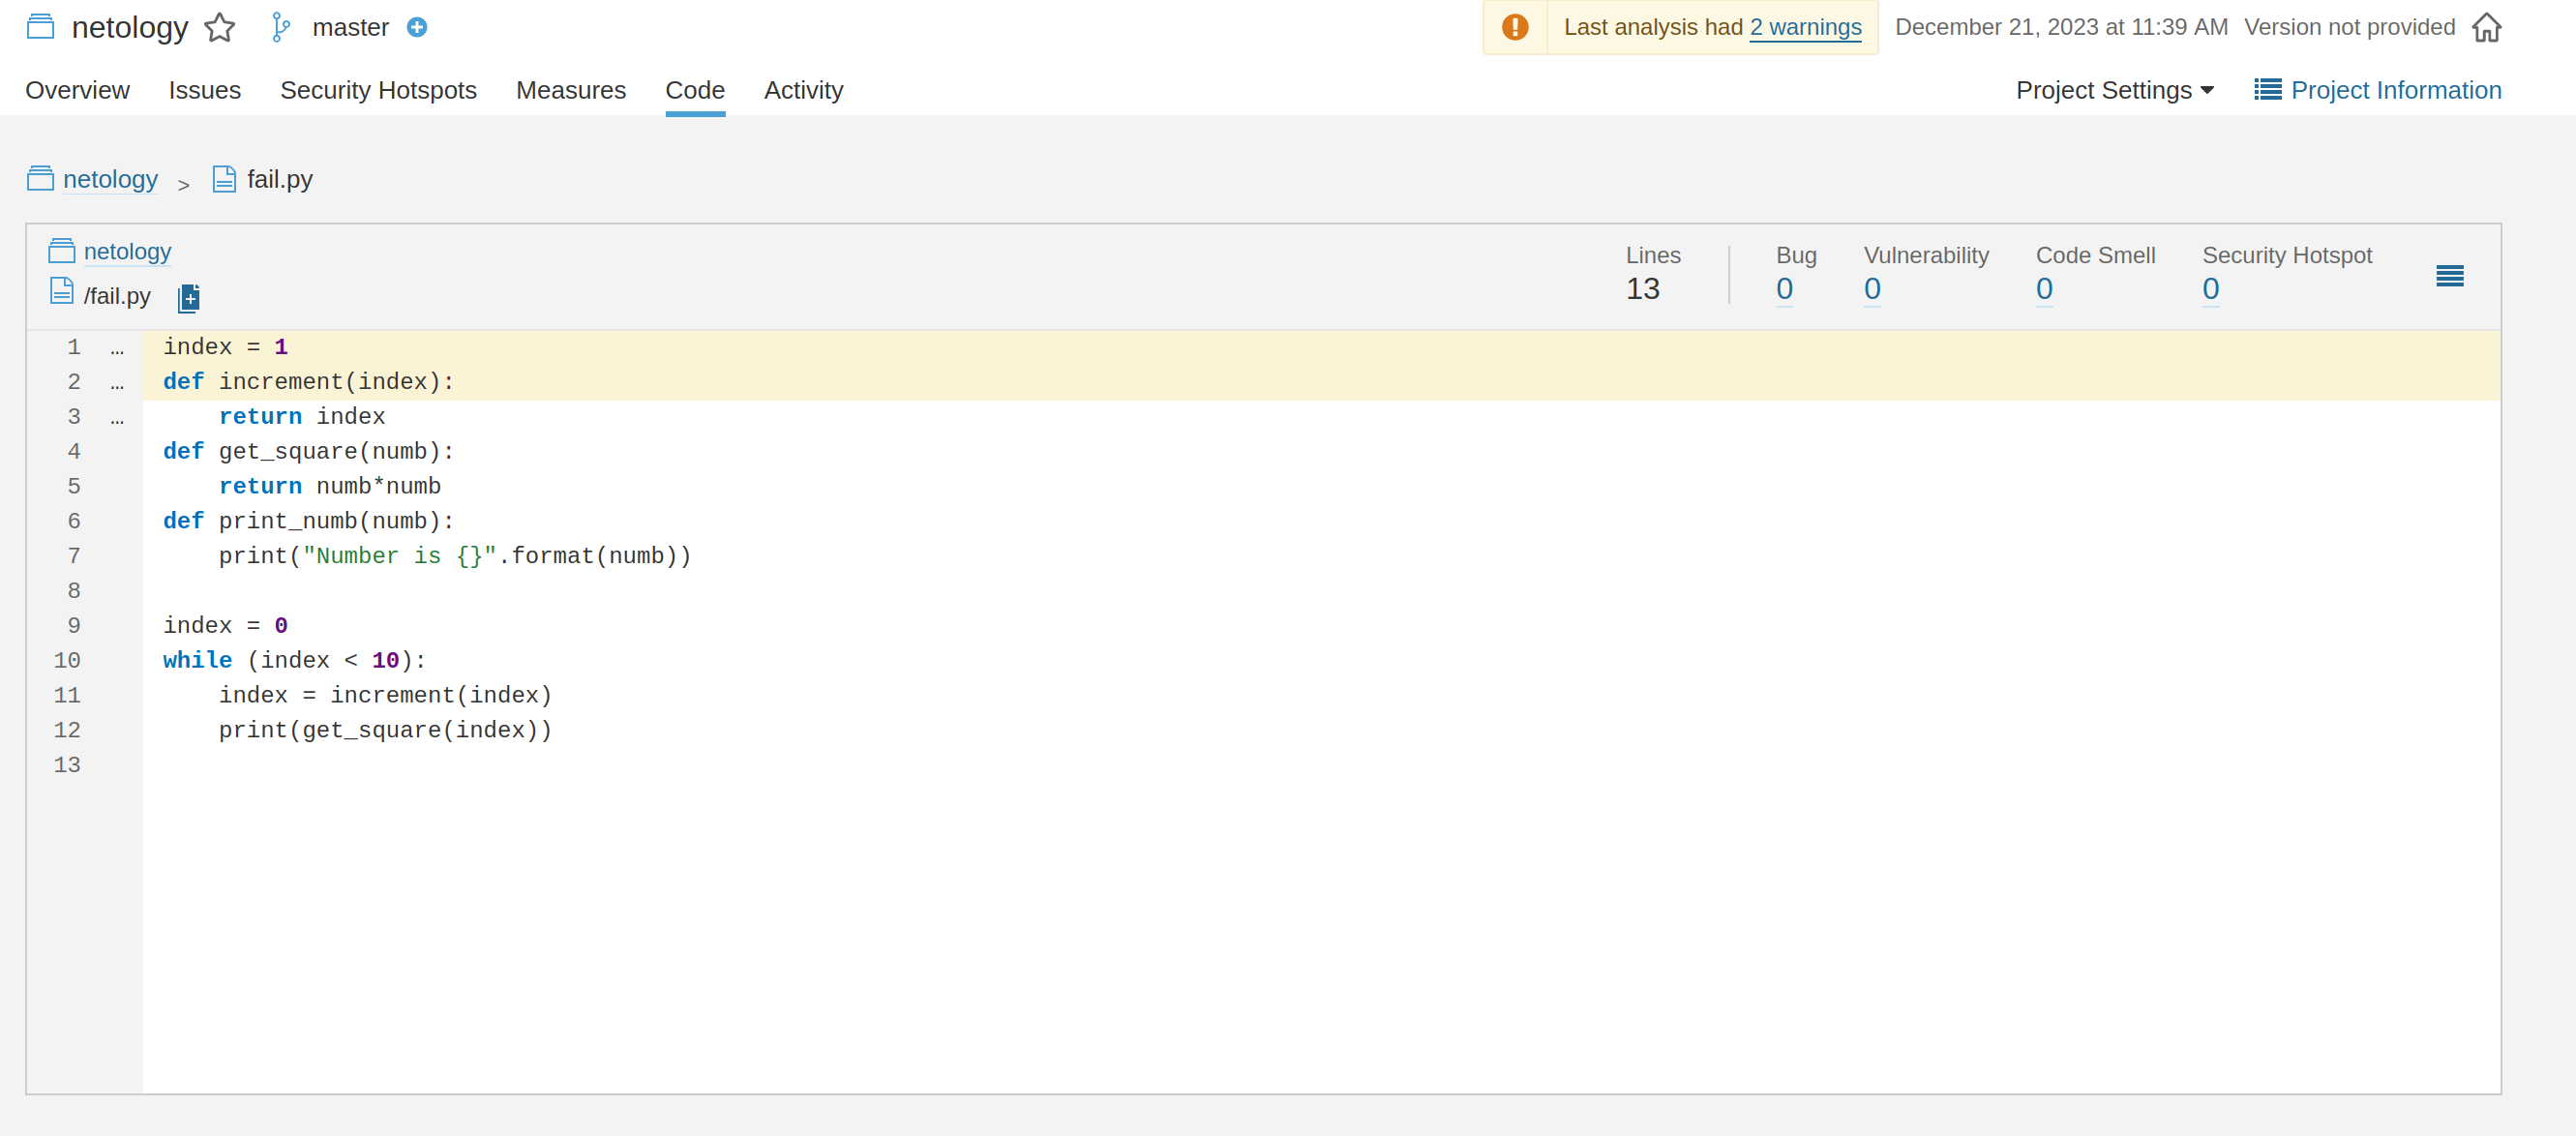 netology master Last analysis had 2 warnings December 21, 2023 at 11:39 AM Version not provided
Overview Issues Security Hotspots Measures Code Activity Project Settings Project Information
netology > fail.py
netology
/fail.py
Lines Bug Vulnerability Code Smell Security Hotspot
13 0 0 0 0
1 … index = 1
2 … def increment(index):
3 …     return index
4 def get_square(numb):
5     return numb*numb
6 def print_numb(numb):
7     print("Number is {}".format(numb))
8
9 index = 0
10 while (index < 10):
11     index = increment(index)
12     print(get_square(index))
13